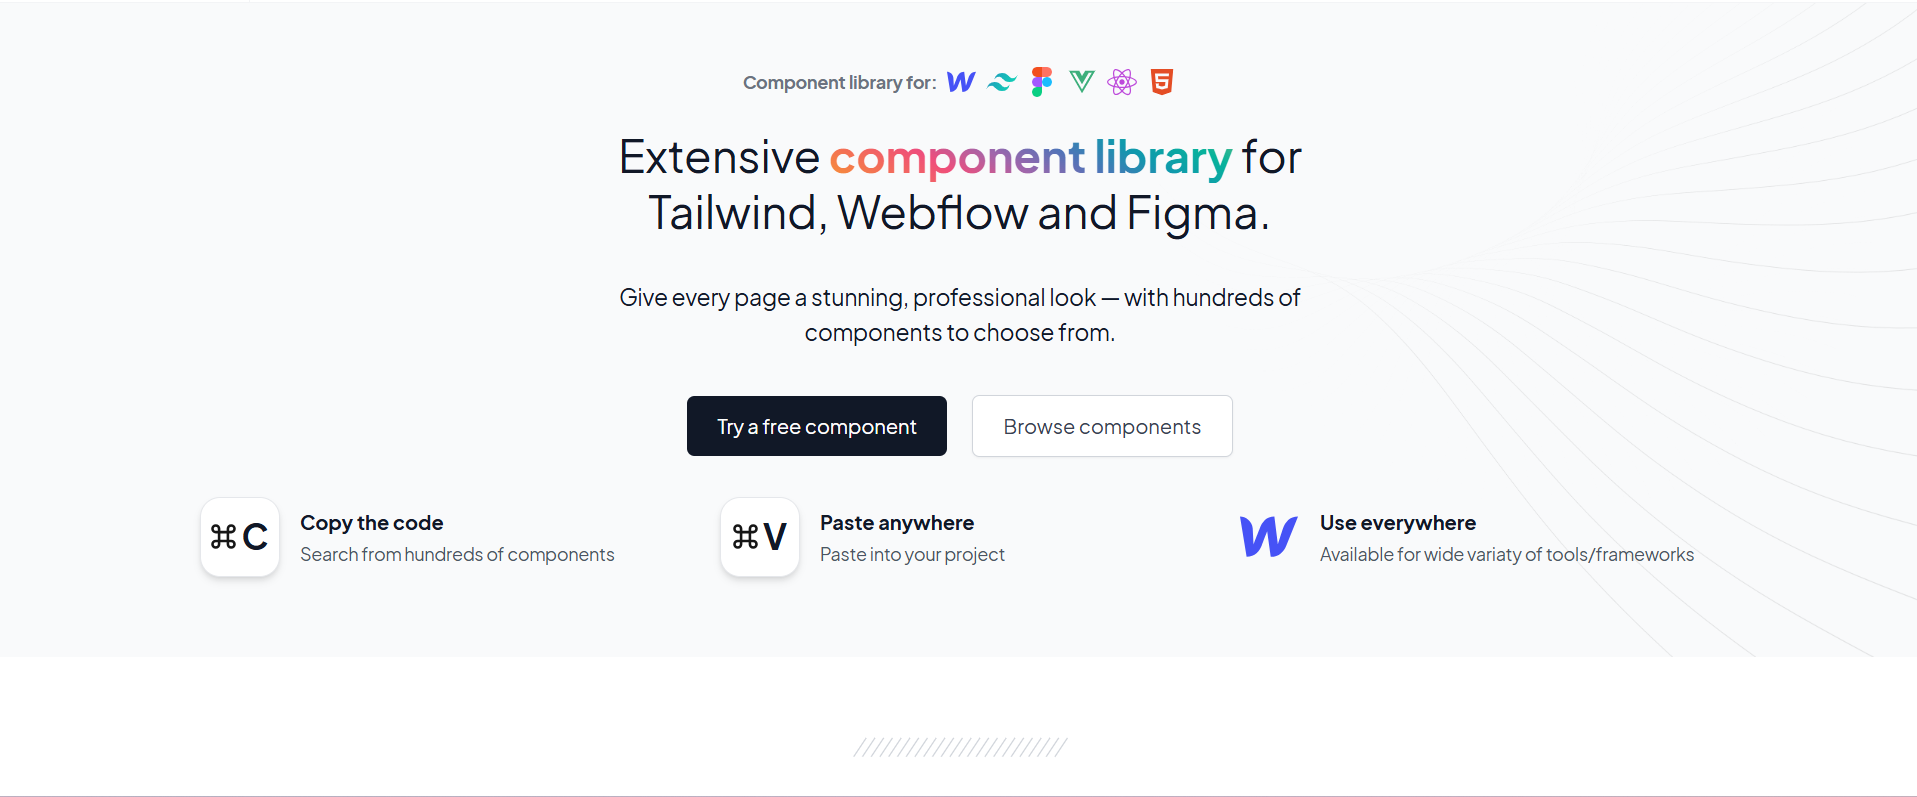 Component library for:
Extensive component library for
Tailwind, Webflow and Figma.
Give every page a stunning, professional look — with hundreds of
components to choose from.
Try a free component
Browse components
⌘ C
Copy the code
Search from hundreds of components
⌘ V
Paste anywhere
Paste into your project
Use everywhere
Available for wide variaty of tools/frameworks